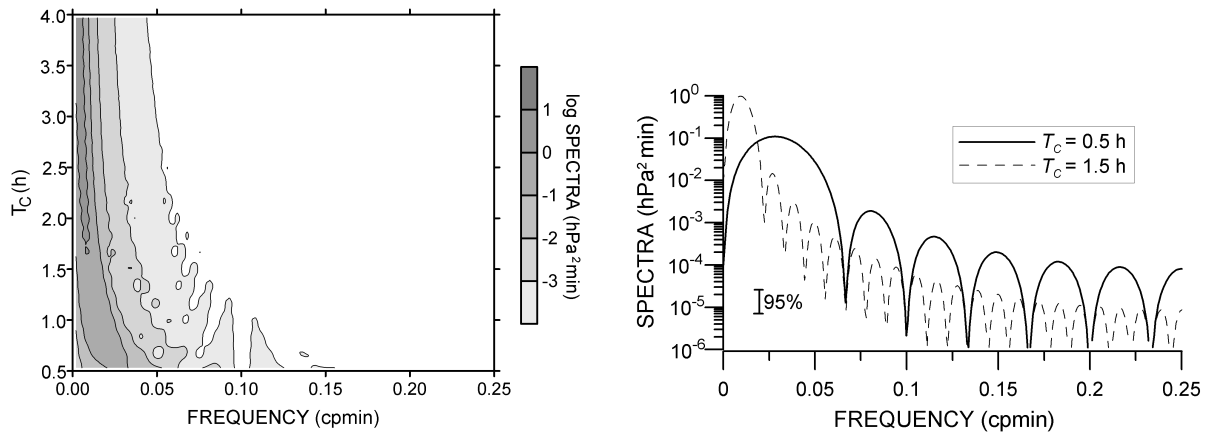 4.0
3.5
3.0
2.5
2.0
1.5
1.0
0.5
T_C(h)
0.00 0.05 0.10 0.15 0.20 0.25
FREQUENCY (cpmin)
1
0
-1
-2
-3
log SPECTRA (hPa² min)
10⁰
10⁻¹
10⁻²
10⁻³
10⁻⁴
10⁻⁵
10⁻⁶
SPECTRA (hPa² min)
T_C = 0.5 h
T_C = 1.5 h
95%
0 0.05 0.1 0.15 0.2 0.25
FREQUENCY (cpmin)